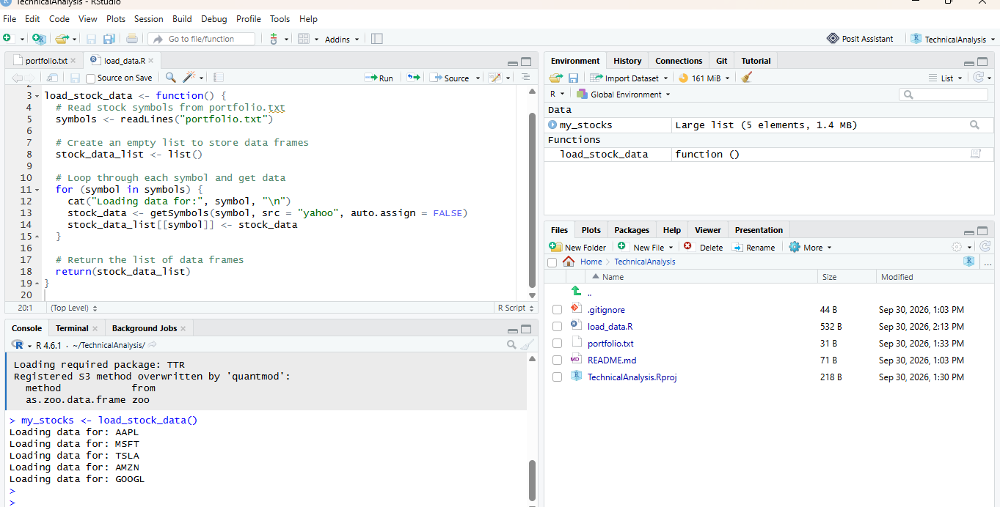 TechnicalAnalysis - RStudio
File Edit Code View Plots Session Build Debug Profile Tools Help
Go to file/function Addins Posit Assistant TechnicalAnalysis
portfolio.txt load_data.R
Source on Save Run Source
3 load_stock_data <- function() {
4 # Read stock symbols from portfolio.txt
5 symbols <- readLines("portfolio.txt")
6
7 # Create an empty list to store data frames
8 stock_data_list <- list()
9
10 # Loop through each symbol and get data
11 for (symbol in symbols) {
12 cat("Loading data for:", symbol, "\n")
13 stock_data <- getSymbols(symbol, src = "yahoo", auto.assign = FALSE)
14 stock_data_list[[symbol]] <- stock_data
15 }
16
17 # Return the list of data frames
18 return(stock_data_list)
19 }
20
20:1 (Top Level) R Script
Console Terminal Background Jobs
R 4.6.1 · ~/TechnicalAnalysis/
Loading required package: TTR
Registered S3 method overwritten by 'quantmod':
method from
as.zoo.data.frame zoo
> my_stocks <- load_stock_data()
Loading data for: AAPL
Loading data for: MSFT
Loading data for: TSLA
Loading data for: AMZN
Loading data for: GOOGL
>
>
Environment History Connections Git Tutorial
Import Dataset 161 MiB List
R Global Environment
Data
my_stocks Large list (5 elements, 1.4 MB)
Functions
load_stock_data function ()
Files Plots Packages Help Viewer Presentation
New Folder New File Delete Rename More
Home TechnicalAnalysis ...
Name Size Modified
..
.gitignore 44 B Sep 30, 2026, 1:03 PM
load_data.R 532 B Sep 30, 2026, 2:13 PM
portfolio.txt 31 B Sep 30, 2026, 1:33 PM
README.md 71 B Sep 30, 2026, 1:03 PM
TechnicalAnalysis.Rproj 218 B Sep 30, 2026, 1:30 PM